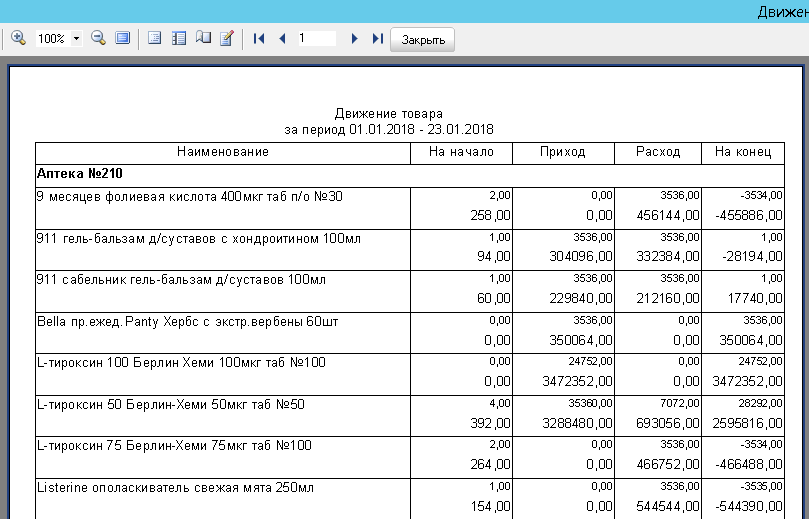 Движен
100%
1
Закрыть
Движение товара
за период 01.01.2018 - 23.01.2018
Наименование На начало Приход Расход На конец
Аптека №210
9 месяцев фолиевая кислота 400мкг таб п/о №30 2,00 0,00 3536,00 -3534,00
258,00 0,00 456144,00 -455886,00
911 гель-бальзам д/суставов с хондроитином 100мл 1,00 3536,00 3536,00 1,00
94,00 304096,00 332384,00 -28194,00
911 сабельник гель-бальзам д/суставов 100мл 1,00 3536,00 3536,00 1,00
60,00 229840,00 212160,00 17740,00
Bella пр.ежед. Panty Хербс с экстр.вербены 60шт 0,00 3536,00 0,00 3536,00
0,00 350064,00 0,00 350064,00
L-тироксин 100 Берлин Хеми 100мкг таб №100 0,00 24752,00 0,00 24752,00
0,00 3472352,00 0,00 3472352,00
L-тироксин 50 Берлин-Хеми 50мкг таб №50 4,00 35360,00 7072,00 28292,00
392,00 3288480,00 693056,00 2595816,00
L-тироксин 75 Берлин-Хеми 75мкг таб №100 2,00 0,00 3536,00 -3534,00
264,00 0,00 466752,00 -466488,00
Listerine ополаскиватель свежая мята 250мл 1,00 0,00 3536,00 -3535,00
154,00 0,00 544544,00 -544390,00